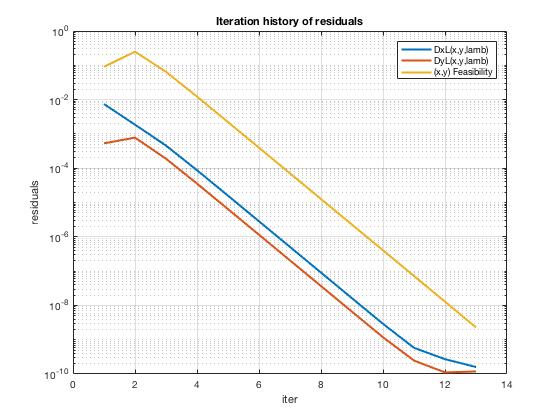 Iteration history of residuals
10^0
10^-2
10^-4
10^-6
10^-8
10^-10
residuals
DxL(x,y,lamb)
DyL(x,y,lamb)
(x,y) Feasibility
0 2 4 6 8 10 12 14
iter